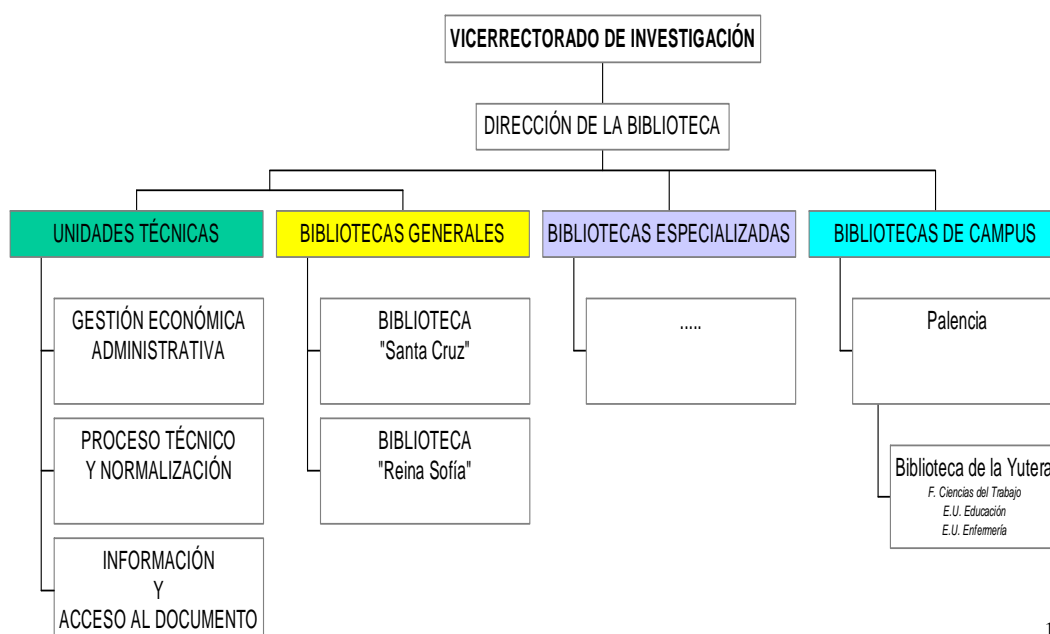 VICERRECTORADO DE INVESTIGACIÓN
DIRECCIÓN DE LA BIBLIOTECA
UNIDADES TÉCNICAS
BIBLIOTECAS GENERALES
BIBLIOTECAS ESPECIALIZADAS
BIBLIOTECAS DE CAMPUS
GESTIÓN ECONÓMICA
ADMINISTRATIVA
BIBLIOTECA
"Santa Cruz"
.....
Palencia
PROCESO TÉCNICO
Y NORMALIZACIÓN
BIBLIOTECA
"Reina Sofía"
Biblioteca de la Yutera
F. Ciencias del Trabajo
E.U. Educación
E.U. Enfermería
INFORMACIÓN
Y
ACCESO AL DOCUMENTO
1